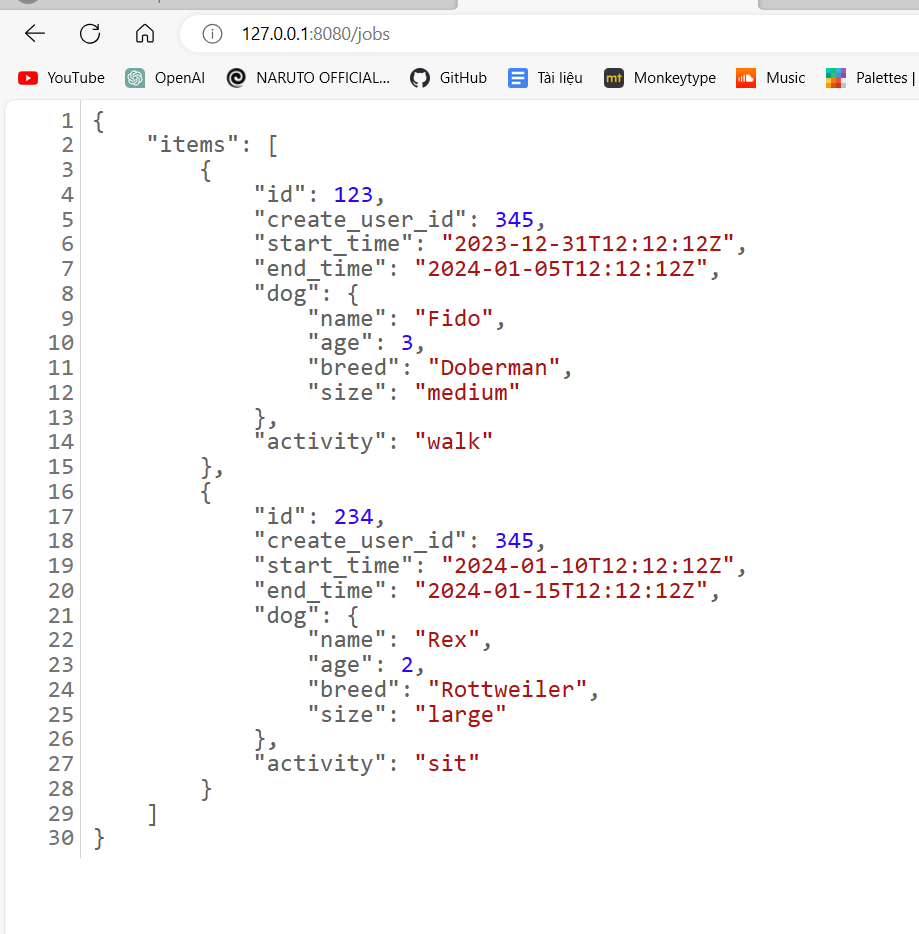 127.0.0.1:8080/jobs
YouTube OpenAI NARUTO OFFICIAL... GitHub Tài liệu mt Monkeytype Music Palettes |
1 {
2     "items": [
3         {
4             "id": 123,
5             "create_user_id": 345,
6             "start_time": "2023-12-31T12:12:12Z",
7             "end_time": "2024-01-05T12:12:12Z",
8             "dog": {
9                 "name": "Fido",
10                 "age": 3,
11                 "breed": "Doberman",
12                 "size": "medium"
13             },
14             "activity": "walk"
15         },
16         {
17             "id": 234,
18             "create_user_id": 345,
19             "start_time": "2024-01-10T12:12:12Z",
20             "end_time": "2024-01-15T12:12:12Z",
21             "dog": {
22                 "name": "Rex",
23                 "age": 2,
24                 "breed": "Rottweiler",
25                 "size": "large"
26             },
27             "activity": "sit"
28         }
29     ]
30 }